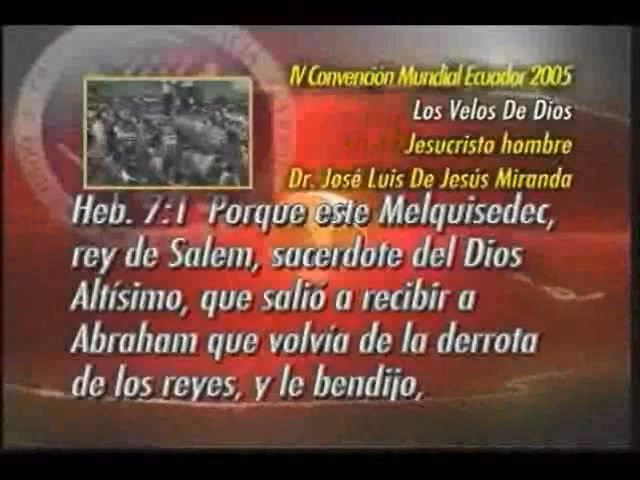 IV Convención Mundial Ecuador 2005
Los Velos De Dios
Jesucristo hombre
Dr. José Luis De Jesús Miranda
Heb. 7:1 Porque este Melquisedec,
rey de Salem, sacerdote del Dios
Altísimo, que salió a recibir a
Abraham que volvía de la derrota
de los reyes, y le bendijo,